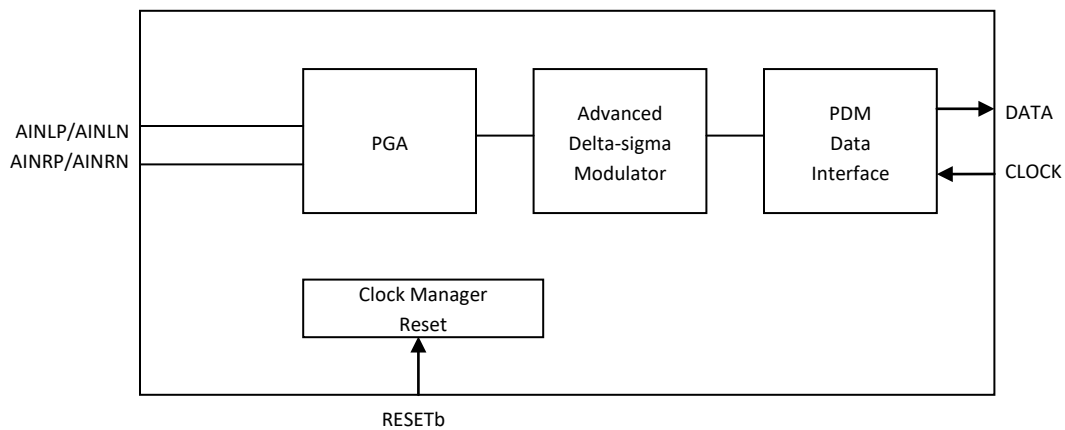 AINLP/AINLN
AINRP/AINRN
PGA
Advanced
Delta-sigma
Modulator
PDM
Data
Interface
DATA
CLOCK
Clock Manager
Reset
RESETb